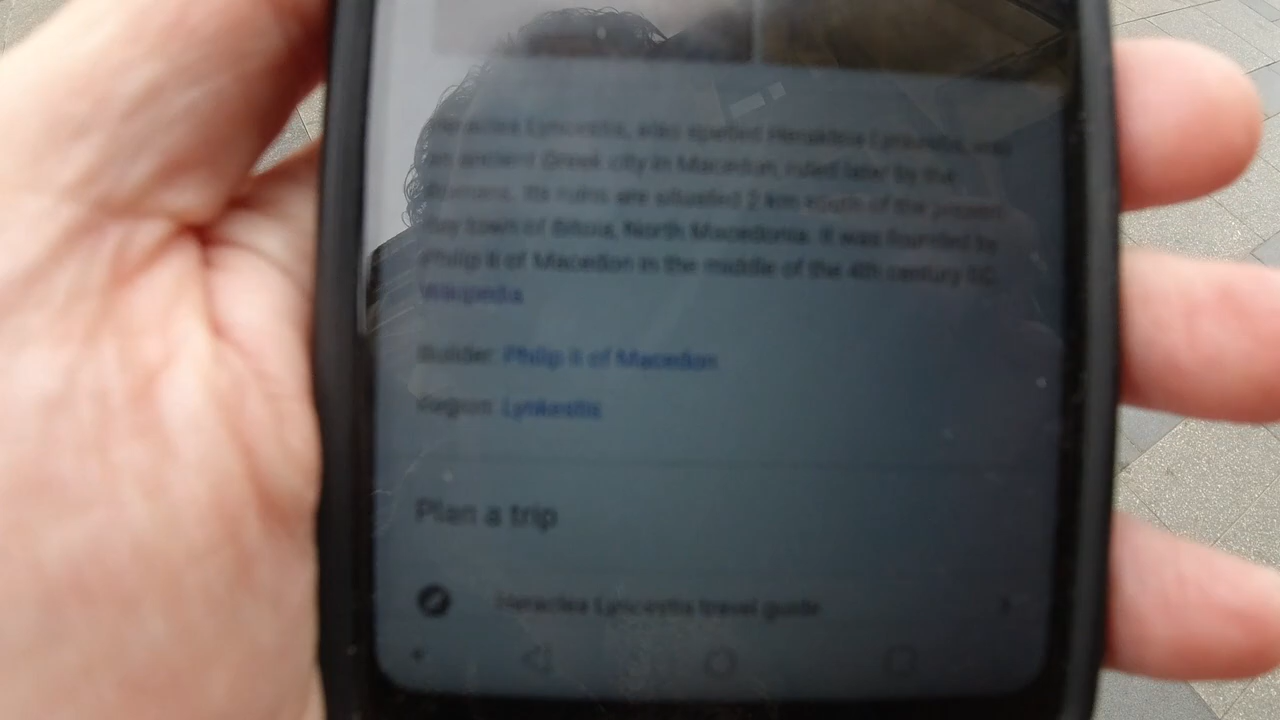 Heraclea Lyncestis, also spelled Herakleia Lynkestis, was
an ancient Greek city in Macedon, ruled later by the
Romans. Its ruins are situated 2 km south of the present-
day town of Bitola, North Macedonia. It was founded by
Philip II of Macedon in the middle of the 4th century BC.
Wikipedia
Builder: Philip II of Macedon
Region: Lynkestis
Plan a trip
Heraclea Lyncestis travel guide